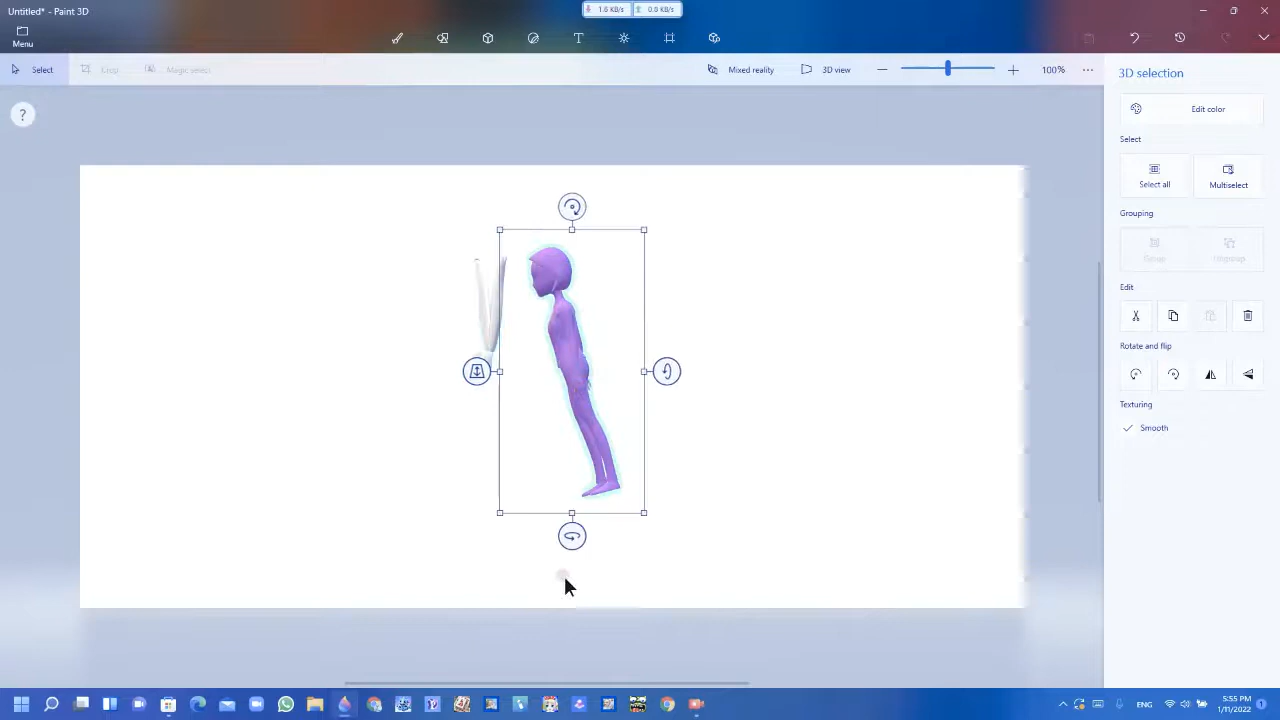 Untitled* - Paint 3D
1.6 KB/s
0.0 KB/s
Menu
Select
Crop
Magic select
Mixed reality
3D view
100%
3D selection
Edit color
Select
Select all
Multiselect
Grouping
Group
Ungroup
Edit
Rotate and flip
Texturing
Smooth
?
ENG
5:55 PM
1/11/2022